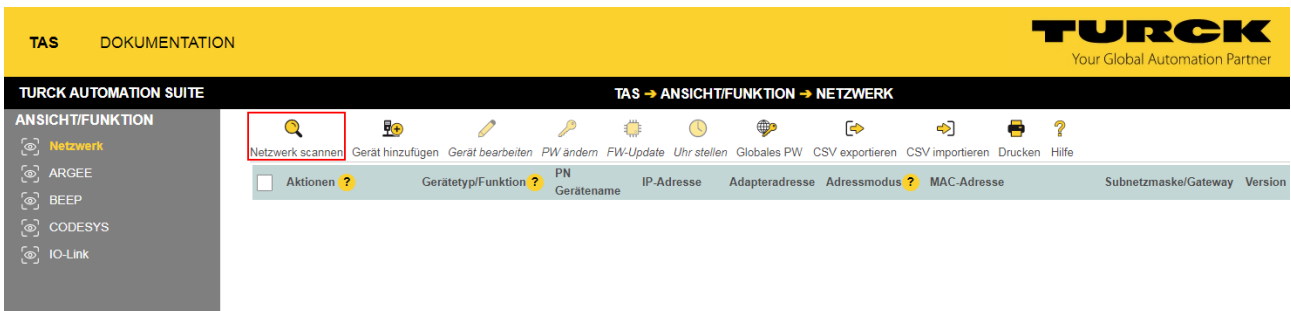 TAS DOKUMENTATION
TURCK
Your Global Automation Partner
TURCK AUTOMATION SUITE
TAS ➔ ANSICHT/FUNKTION ➔ NETZWERK
ANSICHT/FUNKTION
Netzwerk
ARGEE
BEEP
CODESYS
IO-Link
Netzwerk scannen Gerät hinzufügen Gerät bearbeiten PW ändern FW-Update Uhr stellen Globales PW CSV exportieren CSV importieren Drucken Hilfe
Aktionen ? Gerätetyp/Funktion ? PN Gerätename IP-Adresse Adapteradresse Adressmodus ? MAC-Adresse Subnetzmaske/Gateway Version